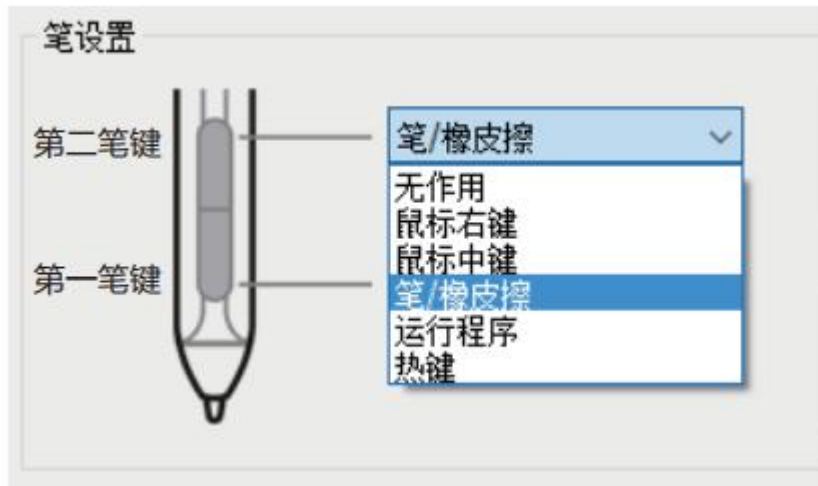 笔设置
第二笔键
笔/橡皮擦
无作用
鼠标右键
鼠标中键
第一笔键
笔/橡皮擦
运行程序
热键